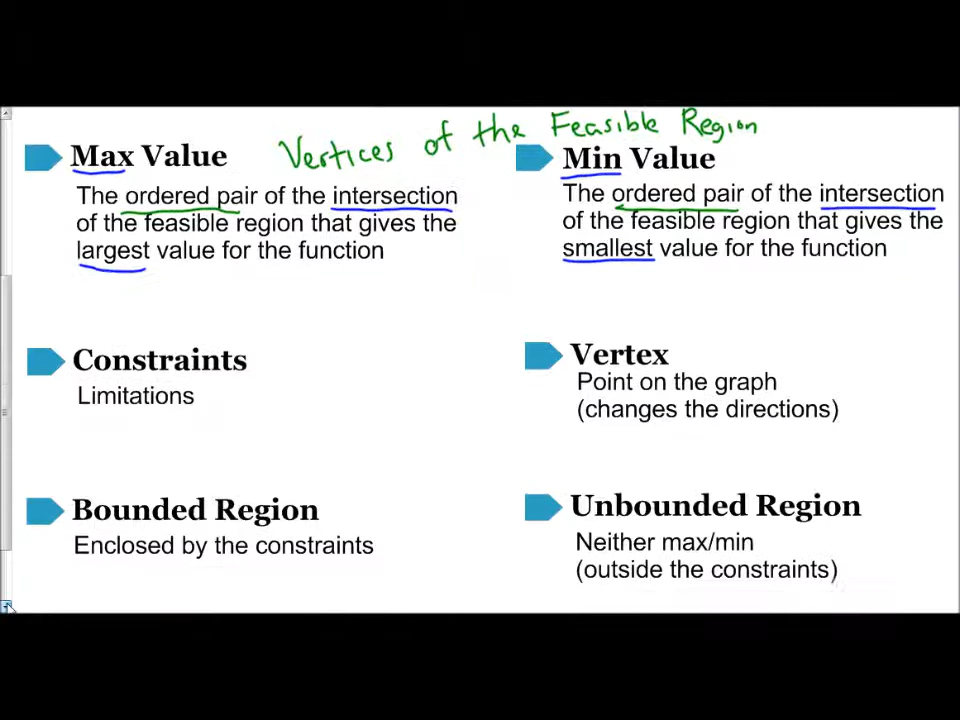 Vertices of the Feasible Region
Max Value
The ordered pair of the intersection
of the feasible region that gives the
largest value for the function
Min Value
The ordered pair of the intersection
of the feasible region that gives the
smallest value for the function
Constraints
Limitations
Vertex
Point on the graph
(changes the directions)
Bounded Region
Enclosed by the constraints
Unbounded Region
Neither max/min
(outside the constraints)